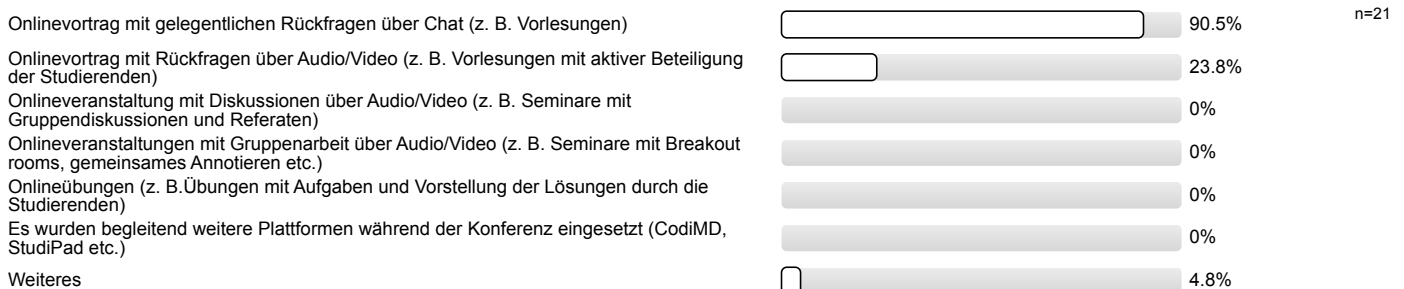 Onlinevortrag mit gelegentlichen Rückfragen über Chat (z. B. Vorlesungen) 90.5% n=21
Onlinevortrag mit Rückfragen über Audio/Video (z. B. Vorlesungen mit aktiver Beteiligung
der Studierenden) 23.8%
Onlineveranstaltung mit Diskussionen über Audio/Video (z. B. Seminare mit
Gruppendiskussionen und Referaten) 0%
Onlineveranstaltungen mit Gruppenarbeit über Audio/Video (z. B. Seminare mit Breakout
rooms, gemeinsames Annotieren etc.) 0%
Onlineübungen (z. B.Übungen mit Aufgaben und Vorstellung der Lösungen durch die
Studierenden) 0%
Es wurden begleitend weitere Plattformen während der Konferenz eingesetzt (CodiMD,
StudiPad etc.) 0%
Weiteres 4.8%